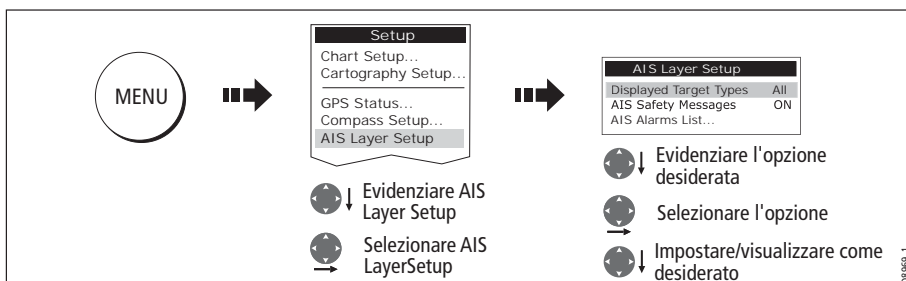 MENU
Setup
Chart Setup...
Cartography Setup...
GPS Status...
Compass Setup...
AIS Layer Setup
Evidenziare AIS
Layer Setup
Selezionare AIS
LayerSetup
AIS Layer Setup
Displayed Target Types All
AIS Safety Messages ON
AIS Alarms List...
Evidenziare l'opzione
desiderata
Selezionare l'opzione
Impostare/visualizzare come
desiderato